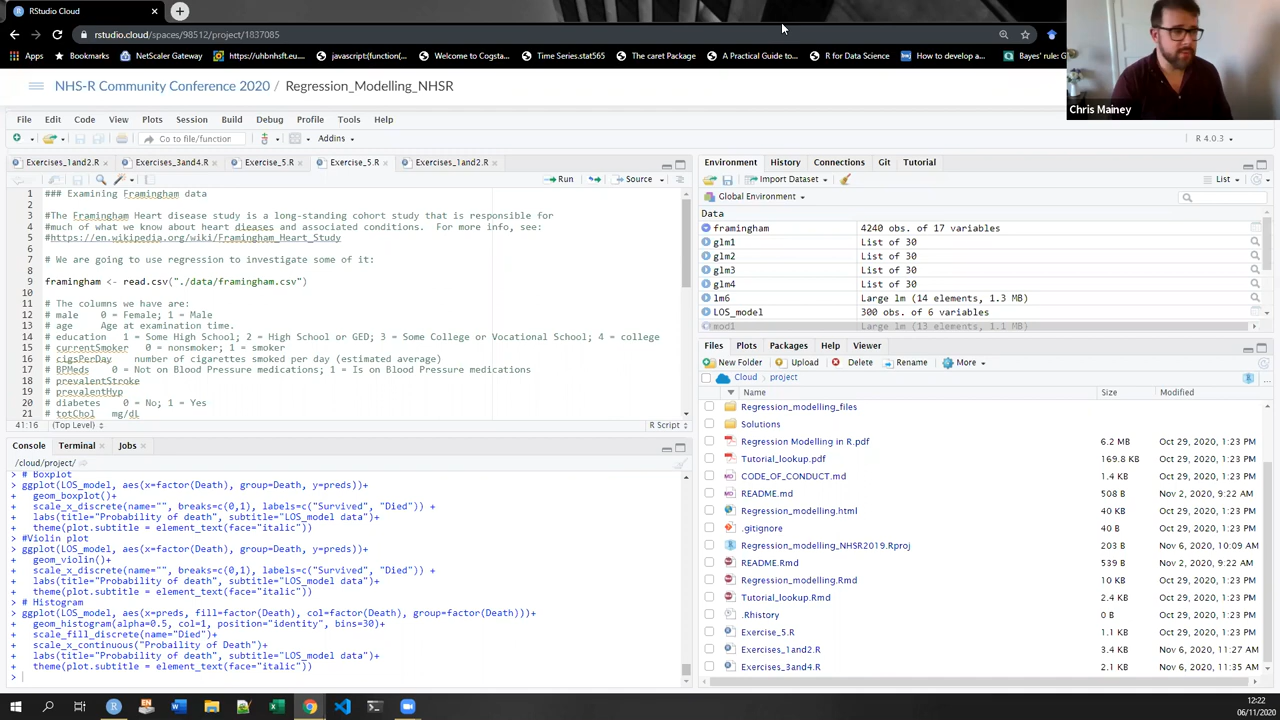 RStudio Cloud
rstudio.cloud/spaces/98512/project/1837085
Apps
Bookmarks
NetScaler Gateway
https://uhbnhsft.eu...
javascript(function(...
Welcome to Cogsta...
Time Series.stat565
The caret Package
A Practical Guide to...
R for Data Science
How to develop a...
Bayes' rule: G
Chris Mainey
NHS-R Community Conference 2020 / Regression_Modelling_NHSR
File Edit Code View Plots Session Build Debug Profile Tools Help
Go to file/function
Addins
R 4.0.3
Exercises_1and2.R
Exercises_3and4.R
Exercise_5.R
Exercise_5.R
Exercises_1and2.R
Run
Source
1 ### Examining Framingham data
2
3 #The Framingham Heart disease study is a long-standing cohort study that is responsible for
4 #much of what we know about heart dieases and associated conditions. For more info, see:
5 #https://en.wikipedia.org/wiki/Framingham_Heart_Study
6
7 # We are going to use regression to investigate some of it:
8
9 framingham <- read.csv("./data/framingham.csv")
10
11 # The columns we have are:
12 # male 0 = Female; 1 = Male
13 # age Age at examination time.
14 # education 1 = Some High School; 2 = High School or GED; 3 = Some College or Vocational School; 4 = college
15 # currentSmoker 0 = nonsmoker; 1 = smoker
16 # cigsPerDay number of cigarettes smoked per day (estimated average)
17 # BPMeds 0 = Not on Blood Pressure medications; 1 = Is on Blood Pressure medications
18 # prevalentStroke
19 # prevalentHyp
20 # diabetes 0 = No; 1 = Yes
21 # totChol mg/dL
41:16 (Top Level)
R Script
Console Terminal Jobs
/cloud/project/
> # Boxplot
> ggplot(LOS_model, aes(x=factor(Death), group=Death, y=preds))+
+ geom_boxplot()+
+ scale_x_discrete(name="", breaks=c(0,1), labels=c("Survived", "Died")) +
+ labs(title="Probability of death", subtitle="LOS_model data")+
+ theme(plot.subtitle = element_text(face="italic"))
> #Violin plot
> ggplot(LOS_model, aes(x=factor(Death), group=Death, y=preds))+
+ geom_violin()+
+ scale_x_discrete(name="", breaks=c(0,1), labels=c("Survived", "Died")) +
+ labs(title="Probability of death", subtitle="LOS_model data")+
+ theme(plot.subtitle = element_text(face="italic"))
> # Histogram
> ggplot(LOS_model, aes(x=preds, fill=factor(Death), col=factor(Death), group=factor(Death)))+
+ geom_histogram(alpha=0.5, col=1, position="identity", bins=30)+
+ scale_fill_discrete(name="Died")+
+ scale_x_continuous("Probaility of Death")+
+ labs(title="Probability of death", subtitle="LOS_model data")+
+ theme(plot.subtitle = element_text(face="italic"))
>
Environment History Connections Git Tutorial
Import Dataset
List
Global Environment
Data
framingham 4240 obs. of 17 variables
glm1 List of 30
glm2 List of 30
glm3 List of 30
glm4 List of 30
lm6 Large lm (14 elements, 1.3 MB)
LOS_model 300 obs. of 6 variables
mod1 Large lm (13 elements, 1.1 MB)
Files Plots Packages Help Viewer
New Folder Upload Delete Rename More
Cloud project
Name Size Modified
Regression_modelling_files
Solutions
Regression Modelling in R.pdf 6.2 MB Oct 29, 2020, 1:23 PM
Tutorial_lookup.pdf 169.8 KB Oct 29, 2020, 1:23 PM
CODE_OF_CONDUCT.md 1.4 KB Oct 29, 2020, 1:23 PM
README.md 508 B Nov 2, 2020, 9:22 AM
Regression_modelling.html 40 KB Oct 29, 2020, 1:23 PM
.gitignore 40 B Oct 29, 2020, 1:23 PM
Regression_modelling_NHSR2019.Rproj 203 B Nov 6, 2020, 10:09 AM
README.Rmd 539 B Nov 2, 2020, 9:22 AM
Regression_modelling.Rmd 10 KB Oct 29, 2020, 1:23 PM
Tutorial_lookup.Rmd 2.4 KB Oct 29, 2020, 1:23 PM
.Rhistory 0 B Oct 29, 2020, 1:23 PM
Exercise_5.R 1.1 KB Oct 29, 2020, 1:23 PM
Exercises_1and2.R 3.4 KB Nov 6, 2020, 11:27 AM
Exercises_3and4.R 2.1 KB Nov 6, 2020, 11:35 AM
12:22
06/11/2020